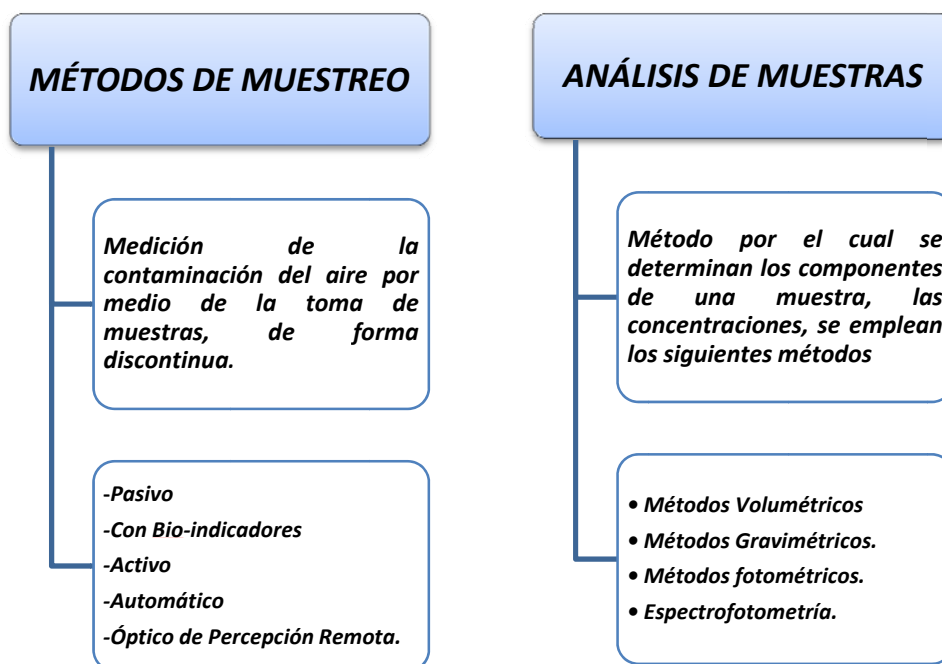 MÉTODOS DE MUESTREO
Medición de la
contaminación del aire por
medio de la toma de
muestras, de forma
discontinua.
-Pasivo
-Con Bio-indicadores
-Activo
-Automático
-Óptico de Percepción Remota.
ANÁLISIS DE MUESTRAS
Método por el cual se
determinan los componentes
de una muestra, las
concentraciones, se emplean
los siguientes métodos
• Métodos Volumétricos
• Métodos Gravimétricos.
• Métodos fotométricos.
• Espectrofotometría.